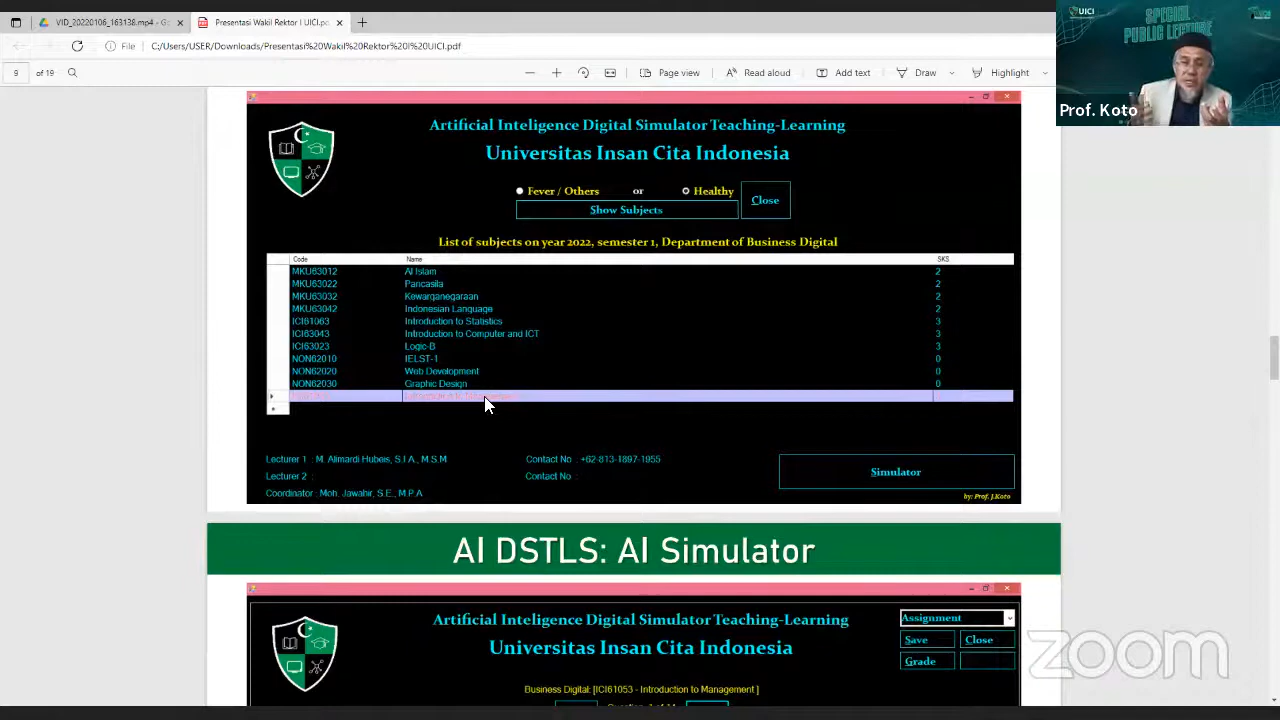 VID_20220106_163138.mp4 - Go
Presentasi Wakil Rektor I UICI.pdf
File
C:/Users/USER/Downloads/Presentasi%20Wakil%20Rektor%20I%20UICI.pdf
9 of 19
Page view
Read aloud
Add text
Draw
Highlight
UICI
SPECIAL
PUBLIC LECTURE
Prof. Koto
Artificial Inteligence Digital Simulator Teaching-Learning
Universitas Insan Cita Indonesia
Fever / Others or Healthy
Show Subjects
Close
List of subjects on year 2022, semester 1, Department of Business Digital
Code Name SKS
MKU63012 Al Islam 2
MKU63022 Pancasila 2
MKU63032 Kewarganegaraan 2
MKU63042 Indonesian Language 2
ICI61063 Introduction to Statistics 3
ICI63043 Introduction to Computer and ICT 3
ICI63023 Logic-B 3
NON62010 IELST-1 0
NON62020 Web Development 0
NON62030 Graphic Design 0
Lecturer 1 : M. Alimardi Hubeis, S.I.A., M.S.M Contact No : +62-813-1897-1955
Lecturer 2 : Contact No :
Coordinator : Moh. Jawahir, S.E., M.P.A
Simulator
by: Prof. J.Koto
AI DSTLS: AI Simulator
Artificial Inteligence Digital Simulator Teaching-Learning
Universitas Insan Cita Indonesia
Assignment
Save Close
Grade
Business Digital: [ICI61053 - Introduction to Management ]
zoom